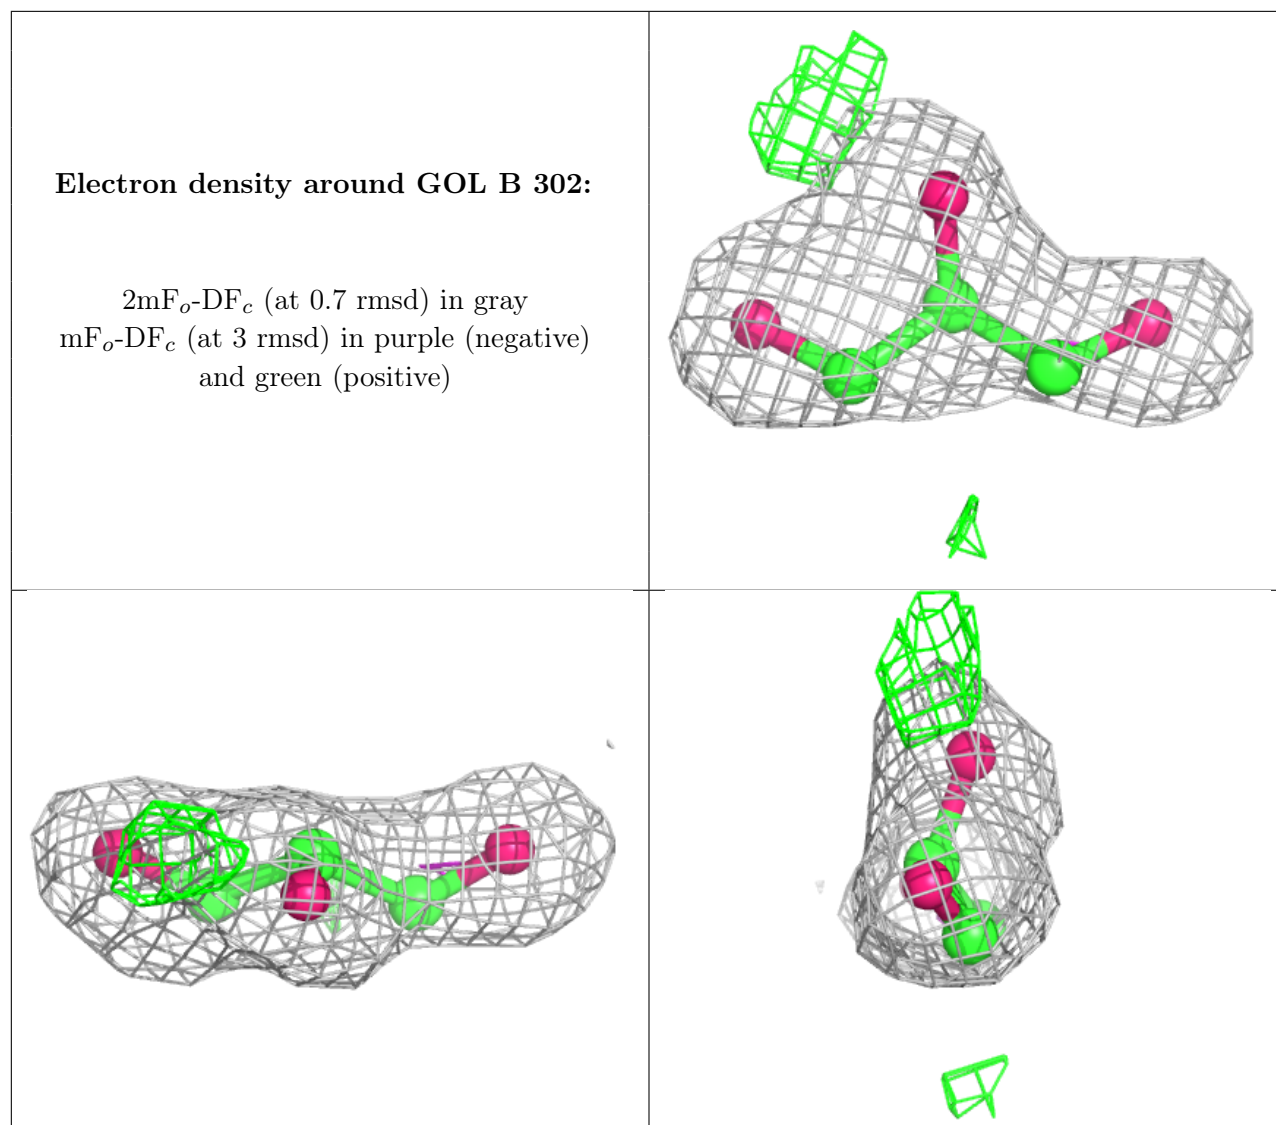 Electron density around GOL B 302:
2mFo-DFc (at 0.7 rmsd) in gray
mFo-DFc (at 3 rmsd) in purple (negative)
and green (positive)